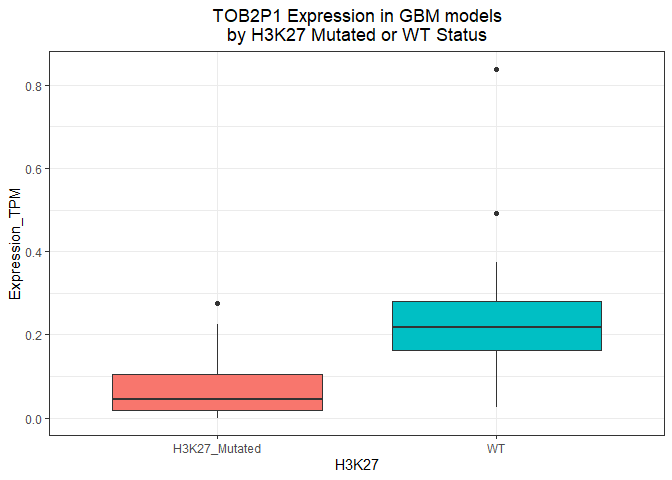 TOB2P1 Expression in GBM models
by H3K27 Mutated or WT Status
Expression_TPM
0.8
0.6
0.4
0.2
0.0
H3K27_Mutated
WT
H3K27